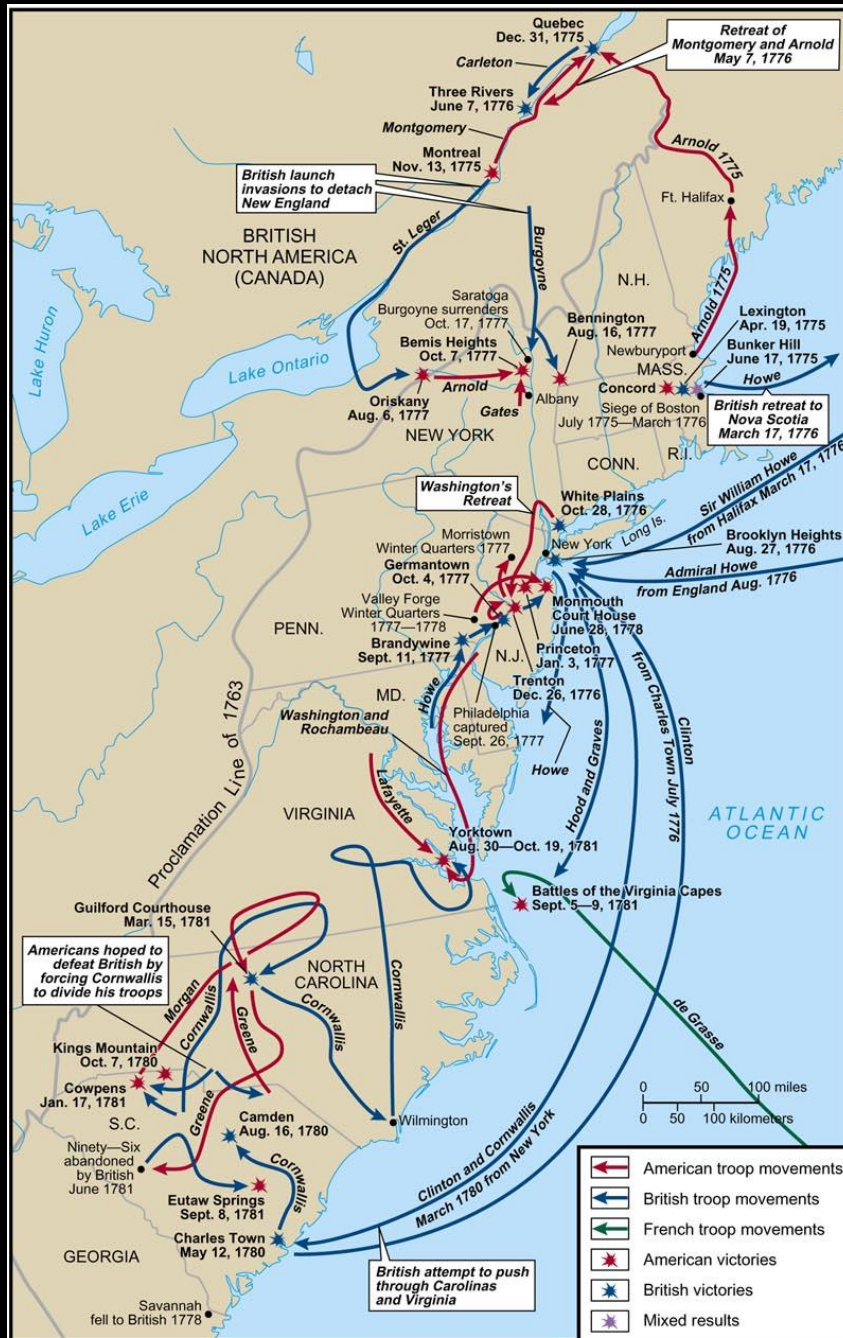 Quebec
Dec. 31, 1775
Retreat of
Montgomery and Arnold
May 7, 1776
Carleton
Three Rivers
June 7, 1776
Montgomery
Montreal
Nov. 13, 1775
Arnold 1775
British launch
invasions to detach
New England
Ft. Halifax
St. Leger
BRITISH
NORTH AMERICA
(CANADA)
Burgoyne
N.H.
Arnold 1775
Lake Huron
Saratoga
Burgoyne surrenders
Oct. 17, 1777
Bennington
Aug. 16, 1777
Lexington
Apr. 19, 1775
Bunker Hill
June 17, 1775
Lake Ontario
Bemis Heights
Oct. 7, 1777
Newburyport
MASS.
Howe
Concord
Arnold
Albany
Oriskany
Aug. 6, 1777
Gates
Siege of Boston
July 1775—March 1776
British retreat to
Nova Scotia
March 17, 1776
NEW YORK
R.I.
CONN.
Lake Erie
Washington's
Retreat
White Plains
Oct. 28, 1776
Sir William Howe
from Halifax March 17, 1776
Long Is.
Morristown
Winter Quarters 1777
New York
Brooklyn Heights
Aug. 27, 1776
Germantown
Oct. 4, 1777
Admiral Howe
from England Aug. 1776
Valley Forge
Winter Quarters
1777—1778
Monmouth
Court House
June 28, 1778
PENN.
Brandywine
Sept. 11, 1777
N.J.
Princeton
Jan. 3, 1777
Trenton
Dec. 26, 1776
MD.
Howe
Washington and
Rochambeau
Philadelphia
captured
Sept. 26, 1777
Howe
Hood and Graves
Clinton
from Charles Town July 1776
Proclamation Line of 1763
Lafayette
VIRGINIA
ATLANTIC
OCEAN
Yorktown
Aug. 30—Oct. 19, 1781
Battles of the Virginia Capes
Sept. 5—9, 1781
Guilford Courthouse
Mar. 15, 1781
Americans hoped to
defeat British by
forcing Cornwallis
to divide his troops
NORTH
CAROLINA
Morgan
Cornwallis
Greene
Cornwallis
Cornwallis
de Grasse
Kings Mountain
Oct. 7, 1780
Cowpens
Jan. 17, 1781
0 50 100 miles
0 50 100 kilometers
S.C.
Greene
Camden
Aug. 16, 1780
Wilmington
Ninety—Six
abandoned
by British
June 1781
Cornwallis
Clinton and Cornwallis
March 1780 from New York
Eutaw Springs
Sept. 8, 1781
Charles Town
May 12, 1780
GEORGIA
British attempt to push
through Carolinas
and Virginia
Savannah
fell to British 1778
American troop movements
British troop movements
French troop movements
American victories
British victories
Mixed results